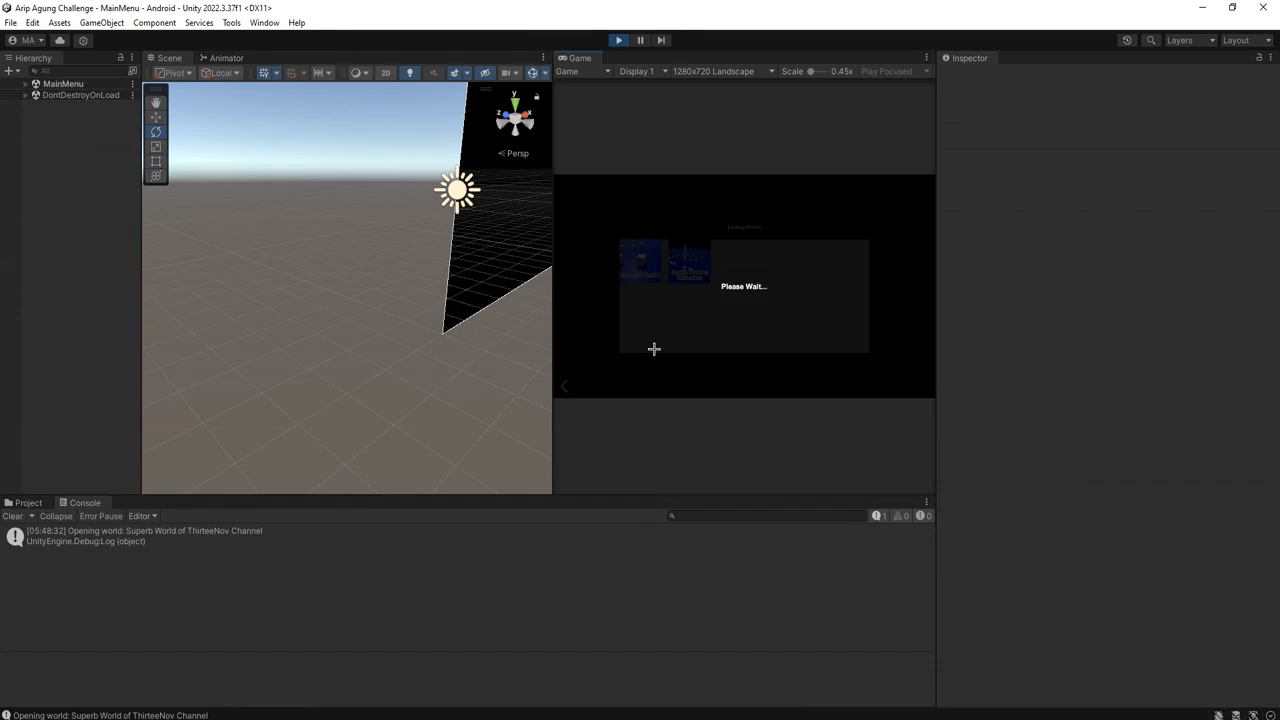 Arip Agung Challenge - MainMenu - Android - Unity 2022.3.37f1 <DX11>
File Edit Assets GameObject Component Services Tools Window Help
MA
Layers Layout
Hierarchy
Scene Animator
Game
Inspector
All
Pivot Local
2D
Game Display 1 1280x720 Landscape Scale 0.45x Play Focused
MainMenu
DontDestroyOnLoad
y
z x
Persp
Please Wait...
Project Console
Clear Collapse Error Pause Editor
1 0 0
[05:48:32] Opening world: Superb World of ThirteeNov Channel
UnityEngine.Debug:Log (object)
Opening world: Superb World of ThirteeNov Channel